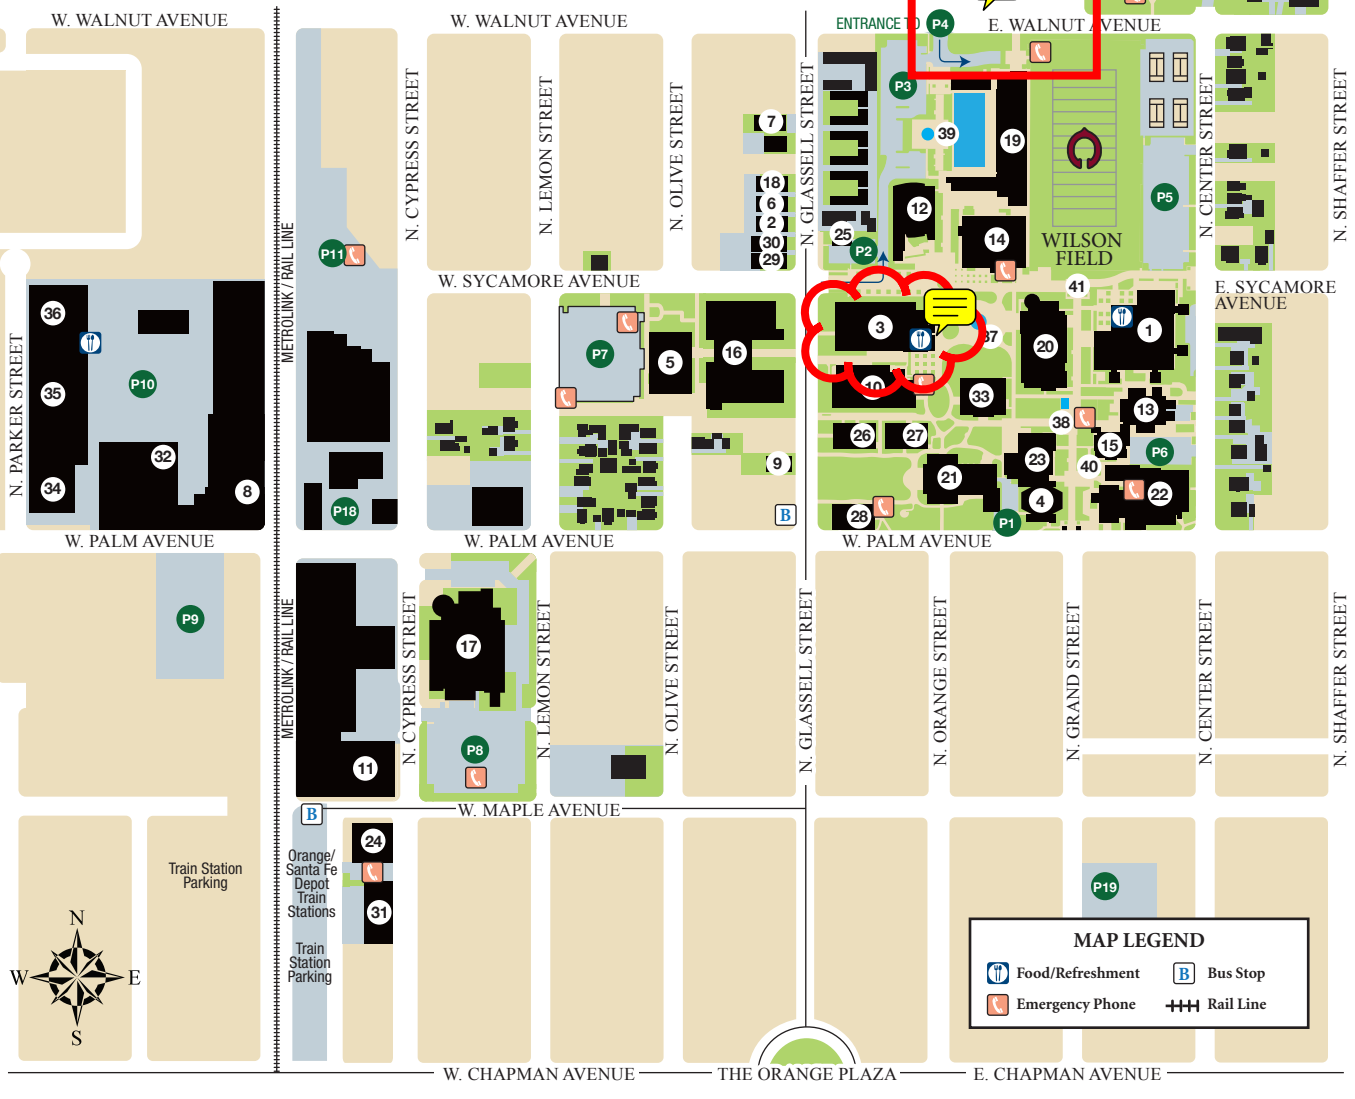 W. WALNUT AVENUE
W. WALNUT AVENUE
ENTRANCE TO P4
E. WALNUT AVENUE
P3
7
39
19
18
6
2
30
29
12
25
P2
14
P5
WILSON
FIELD
N. CYPRESS STREET
N. LEMON STREET
N. OLIVE STREET
N. GLASSELL STREET
N. CENTER STREET
N. SHAFFER STREET
METROLINK / RAIL LINE
P11
W. SYCAMORE AVENUE
41
E. SYCAMORE
AVENUE
36
35
34
P10
32
8
N. PARKER STREET
P18
P7
5
16
9
B
3
37
20
1
10
33
38
13
26
27
15
P6
23
40
21
4
22
28
P1
W. PALM AVENUE
W. PALM AVENUE
W. PALM AVENUE
P9
METROLINK / RAIL LINE
N. CYPRESS STREET
17
N. LEMON STREET
N. OLIVE STREET
N. GLASSELL STREET
N. ORANGE STREET
N. GRAND STREET
N. CENTER STREET
N. SHAFFER STREET
P8
11
B
W. MAPLE AVENUE
24
Orange/
Santa Fe
Depot
Train
Stations
31
Train
Station
Parking
Train Station
Parking
P19
N
W
E
S
MAP LEGEND
Food/Refreshment
B Bus Stop
Emergency Phone
Rail Line
W. CHAPMAN AVENUE
THE ORANGE PLAZA
E. CHAPMAN AVENUE